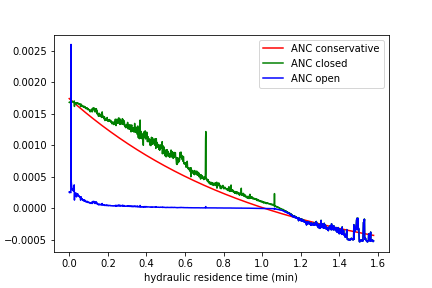 0.0025
0.0020
0.0015
0.0010
0.0005
0.0000
−0.0005
ANC conservative
ANC closed
ANC open
0.0 0.2 0.4 0.6 0.8 1.0 1.2 1.4 1.6
hydraulic residence time (min)